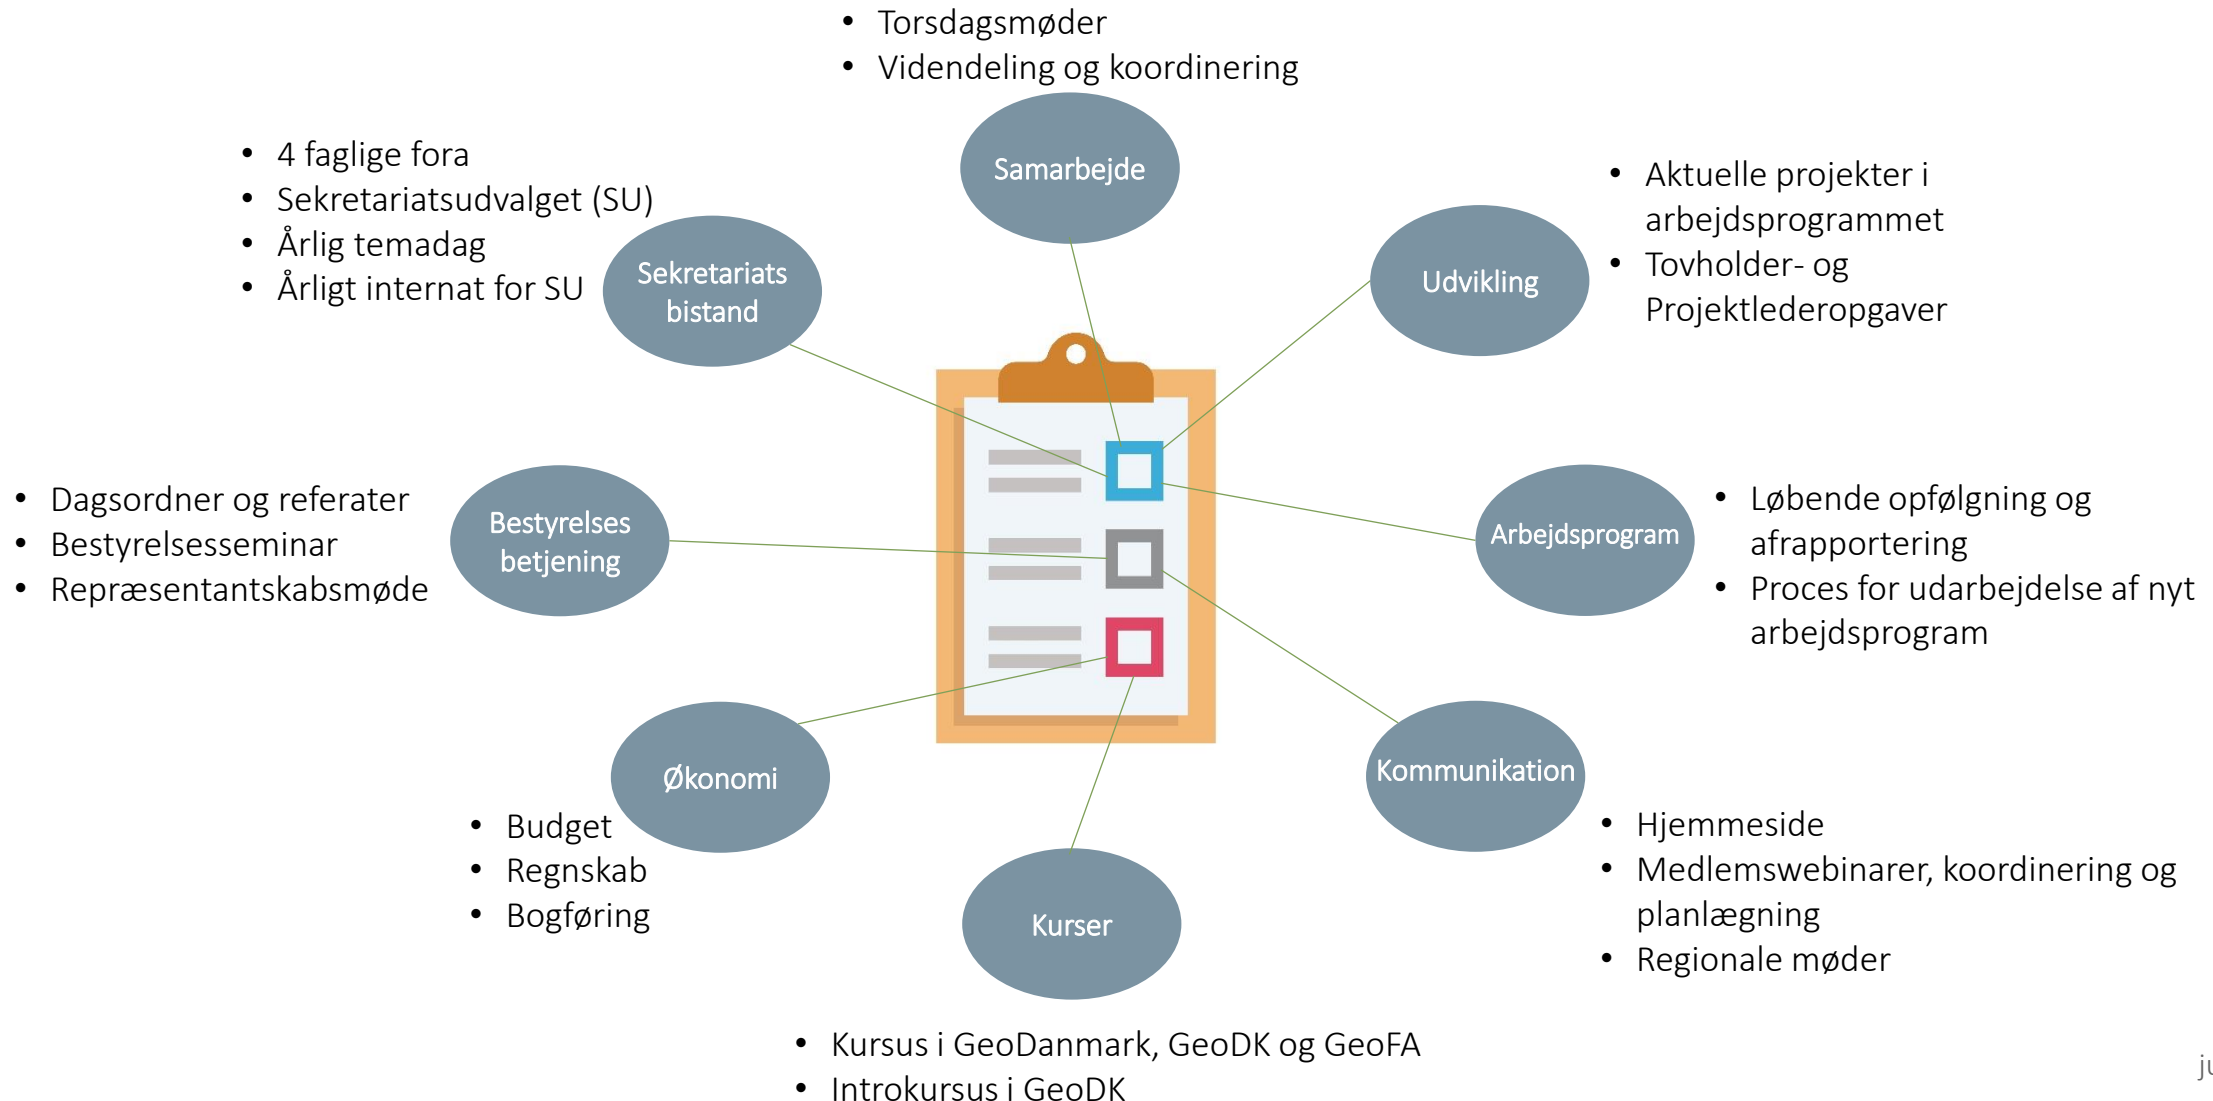 • Torsdagsmøder
• Videndeling og koordinering
Samarbejde
• 4 faglige fora
• Sekretariatsudvalget (SU)
• Årlig temadag
• Årligt internat for SU
Sekretariats
bistand
• Aktuelle projekter i
arbejdsprogrammet
• Tovholder- og
Projektlederopgaver
Udvikling
• Dagsordner og referater
• Bestyrelsesseminar
• Repræsentantskabsmøde
Bestyrelses
betjening
Arbejdsprogram
• Løbende opfølgning og
afrapportering
• Proces for udarbejdelse af nyt
arbejdsprogram
Økonomi
• Budget
• Regnskab
• Bogføring
Kommunikation
• Hjemmeside
• Medlemswebinarer, koordinering og
planlægning
• Regionale møder
Kurser
• Kursus i GeoDanmark, GeoDK og GeoFA
• Introkursus i GeoDK